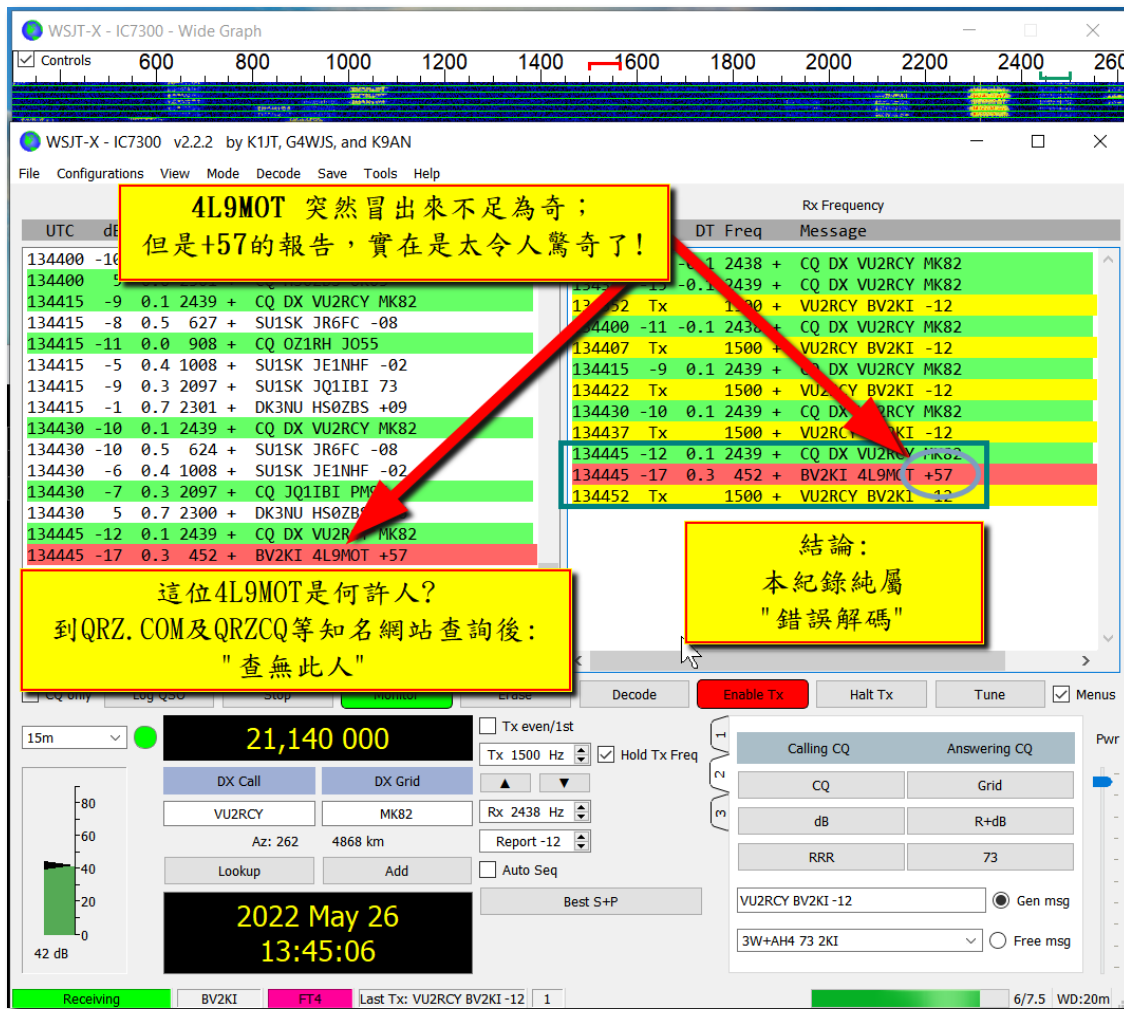 WSJT-X - IC7300 - Wide Graph
Controls 600 800 1000 1200 1400 1600 1800 2000 2200 2400 260
WSJT-X - IC7300 v2.2.2 by K1JT, G4WJS, and K9AN
File Configurations View Mode Decode Save Tools Help
4L9MOT 突然冒出來不足為奇；
但是+57的報告，實在是太令人驚奇了!
Rx Frequency
UTC
DT Freq Message
134400 -10
134400 5
134415 -9 0.1 2439 + CQ DX VU2RCY MK82
134415 -8 0.5 627 + SU1SK JR6FC -08
134415 -11 0.0 908 + CQ OZ1RH JO55
134415 -5 0.4 1008 + SU1SK JE1NHF -02
134415 -9 0.3 2097 + SU1SK JQ1IBI 73
134415 -1 0.7 2301 + DK3NU HS0ZBS +09
134430 -10 0.1 2439 + CQ DX VU2RCY MK82
134430 -10 0.5 624 + SU1SK JR6FC -08
134430 -6 0.4 1008 + SU1SK JE1NHF -02
134430 -7 0.3 2097 + CQ JQ1IBI
134430 5 0.7 2300 + DK3NU
134445 -12 0.1 2439 + CQ DX MK82
134445 -17 0.3 452 + BV2KI 4L9MOT +57
2438 + CQ DX VU2RCY MK82
-0.1 2439 + CQ DX VU2RCY MK82
Tx 1500 + VU2RCY BV2KI -12
134400 -11 -0.1 2438 + CQ DX VU2RCY MK82
134407 Tx 1500 + VU2RCY BV2KI -12
134415 -9 0.1 2439 + CQ DX VU2RCY MK82
134422 Tx 1500 + VU2RCY BV2KI -12
134430 -10 0.1 2439 + CQ DX VU2RCY MK82
134437 Tx 1500 + VU2RCY BV2KI -12
134445 -12 0.1 2439 + CQ DX VU2RCY MK82
134445 -17 0.3 452 + BV2KI 4L9MOT +57
134452 Tx 1500 + VU2RCY BV2KI -12
這位4L9MOT是何許人?
到QRZ.COM及QRZCQ等知名網站查詢後:
"查無此人"
結論:
本紀錄純屬
"錯誤解碼"
CQ only Log QSO Stop Monitor Erase Decode Enable Tx Halt Tx Tune Menus
15m
21,140 000
Tx even/1st
Tx 1500 Hz Hold Tx Freq
DX Call DX Grid
VU2RCY MK82
Rx 2438 Hz
Az: 262 4868 km
Report -12
Lookup Add
Auto Seq
Best S+P
2022 May 26
13:45:06
80
60
40
20
0
42 dB
1
2
3
Calling CQ Answering CQ
CQ Grid
dB R+dB
RRR 73
VU2RCY BV2KI -12 Gen msg
3W+AH4 73 2KI Free msg
Pwr
Receiving BV2KI FT4 Last Tx: VU2RCY BV2KI -12 1 6/7.5 WD:20m